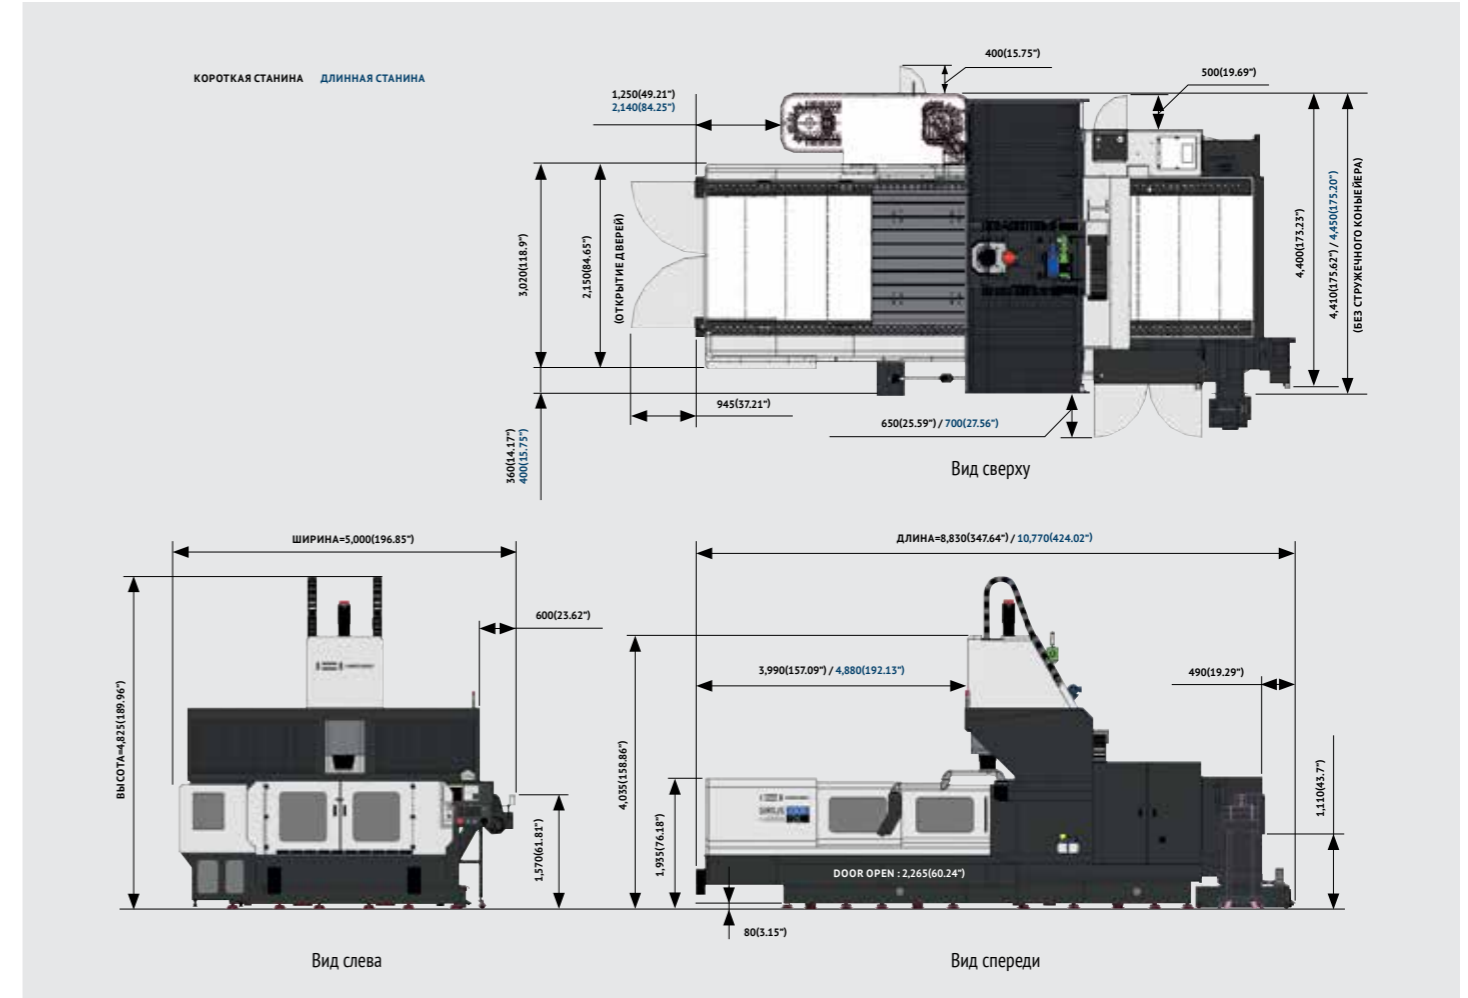 КОРОТКАЯ СТАНИНА ДЛИННАЯ СТАНИНА
400(15.75")
500(19.69")
1,250(49.21")
2,140(84.25")
3,020(118.9")
2,150(84.65")
(ОТКРЫТИЕ ДВЕРЕЙ)
4,400(173.23")
4,410(175.62") / 4,450(175.20")
(БЕЗ СТРУЖЕЧНОГО КОНЫЕЙЕРА)
945(37.21")
650(25.59") / 700(27.56")
360(14.17")
400(15.75")
Вид сверху
ШИРИНА=5,000(196.85")
ВЫСОТА=4,825(189.96")
600(23.62")
1,570(61.81")
Вид слева
ДЛИНА=8,830(347.64") / 10,770(424.02")
3,990(157.09") / 4,880(192.13")
490(19.29")
4,035(158.86")
1,935(76.18")
1,110(43.7")
SIRIUS
DOOR OPEN : 2,265(60.24")
80(3.15")
Вид спереди